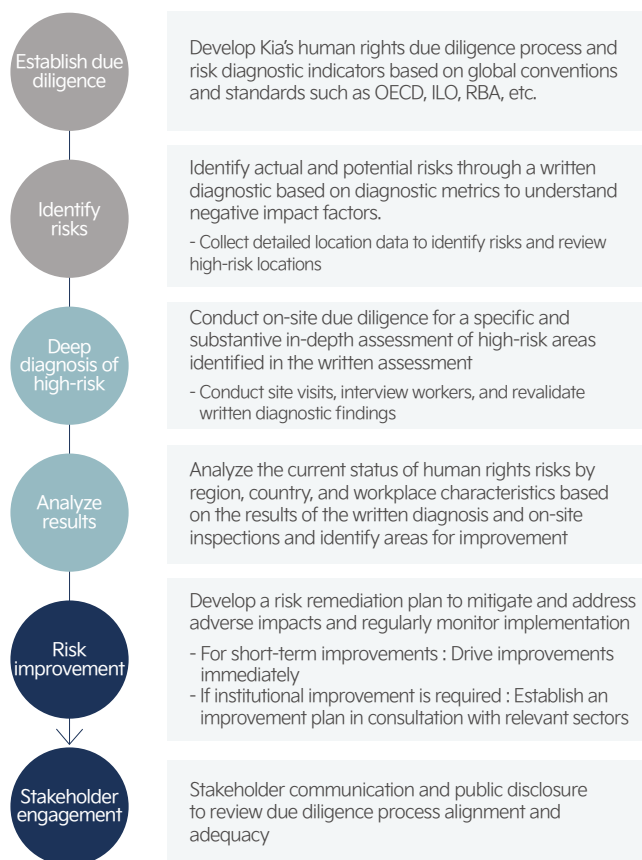 Establish due
diligence
Develop Kia's human rights due diligence process and
risk diagnostic indicators based on global conventions
and standards such as OECD, ILO, RBA, etc.
Identify
risks
Identify actual and potential risks through a written
diagnostic based on diagnostic metrics to understand
negative impact factors.
- Collect detailed location data to identify risks and review
high-risk locations
Deep
diagnosis of
high-risk
Conduct on-site due diligence for a specific and
substantive in-depth assessment of high-risk areas
identified in the written assessment
- Conduct site visits, interview workers, and revalidate
written diagnostic findings
Analyze
results
Analyze the current status of human rights risks by
region, country, and workplace characteristics based
on the results of the written diagnosis and on-site
inspections and identify areas for improvement
Risk
improvement
Develop a risk remediation plan to mitigate and address
adverse impacts and regularly monitor implementation
- For short-term improvements : Drive improvements
immediately
- If institutional improvement is required : Establish an
improvement plan in consultation with relevant sectors
Stakeholder
engagement
Stakeholder communication and public disclosure
to review due diligence process alignment and
adequacy